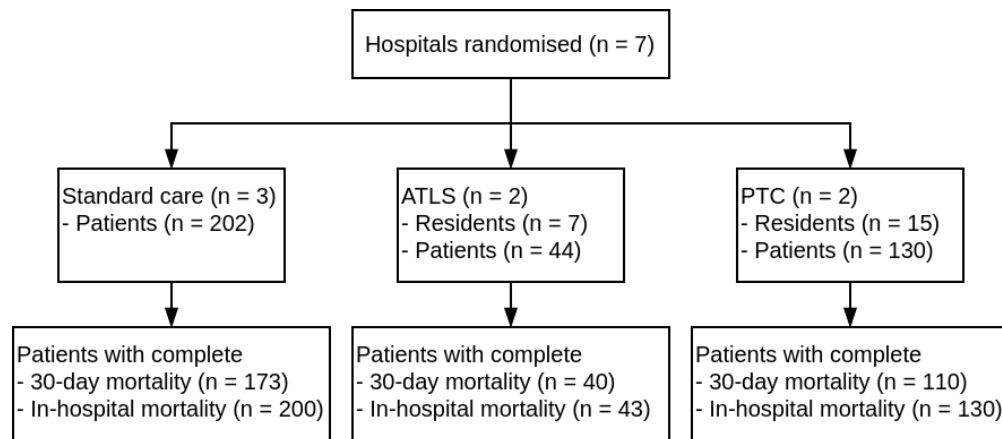 Hospitals randomised (n = 7)
Standard care (n = 3)
- Patients (n = 202)
ATLS (n = 2)
- Residents (n = 7)
- Patients (n = 44)
PTC (n = 2)
- Residents (n = 15)
- Patients (n = 130)
Patients with complete
- 30-day mortality (n = 173)
- In-hospital mortality (n = 200)
Patients with complete
- 30-day mortality (n = 40)
- In-hospital mortality (n = 43)
Patients with complete
- 30-day mortality (n = 110)
- In-hospital mortality (n = 130)